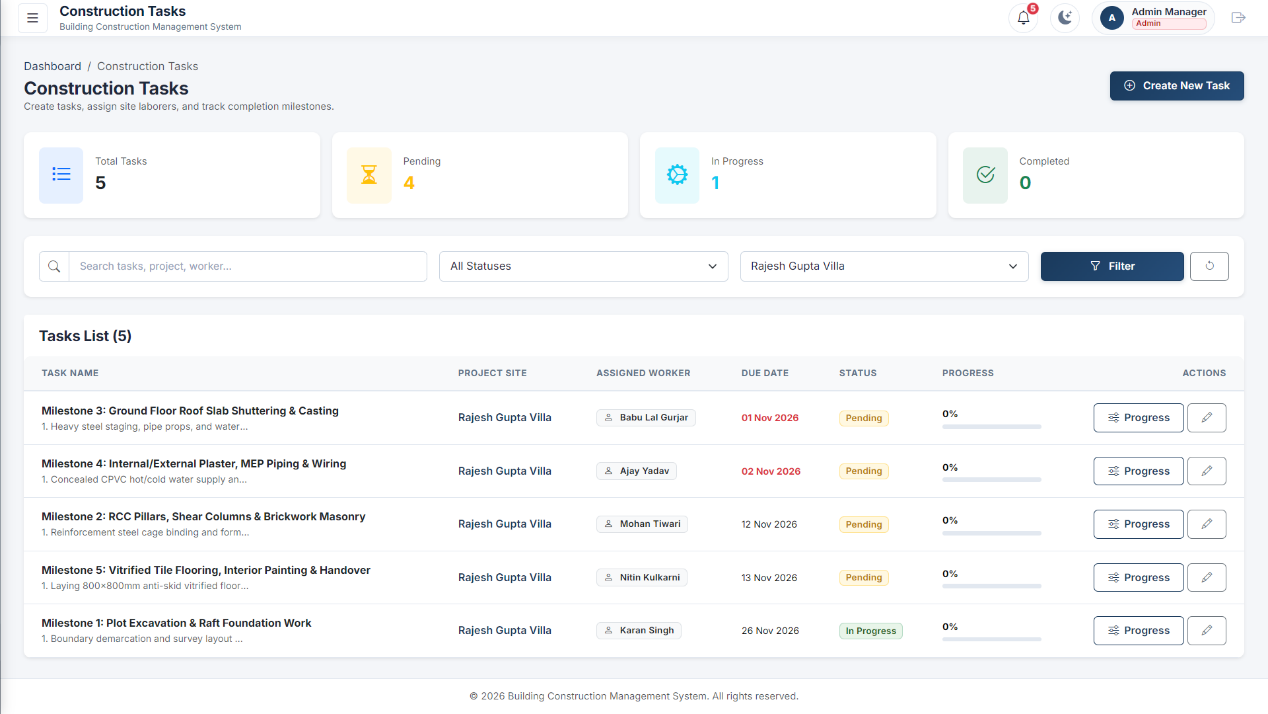 Construction Tasks
Building Construction Management System
5
A
Admin Manager
Admin
Dashboard / Construction Tasks
Construction Tasks
Create tasks, assign site laborers, and track completion milestones.
Create New Task
Total Tasks
5
Pending
4
In Progress
1
Completed
0
Search tasks, project, worker...
All Statuses
Rajesh Gupta Villa
Filter
Tasks List (5)
TASK NAME PROJECT SITE ASSIGNED WORKER DUE DATE STATUS PROGRESS ACTIONS
Milestone 3: Ground Floor Roof Slab Shuttering & Casting
1. Heavy steel staging, pipe props, and water...
Rajesh Gupta Villa Babu Lal Gurjar 01 Nov 2026 Pending 0% Progress
Milestone 4: Internal/External Plaster, MEP Piping & Wiring
1. Concealed CPVC hot/cold water supply an...
Rajesh Gupta Villa Ajay Yadav 02 Nov 2026 Pending 0% Progress
Milestone 2: RCC Pillars, Shear Columns & Brickwork Masonry
1. Reinforcement steel cage binding and form...
Rajesh Gupta Villa Mohan Tiwari 12 Nov 2026 Pending 0% Progress
Milestone 5: Vitrified Tile Flooring, Interior Painting & Handover
1. Laying 800×800mm anti-skid vitrified floor...
Rajesh Gupta Villa Nitin Kulkarni 13 Nov 2026 Pending 0% Progress
Milestone 1: Plot Excavation & Raft Foundation Work
1. Boundary demarcation and survey layout ...
Rajesh Gupta Villa Karan Singh 26 Nov 2026 In Progress 0% Progress
© 2026 Building Construction Management System. All rights reserved.